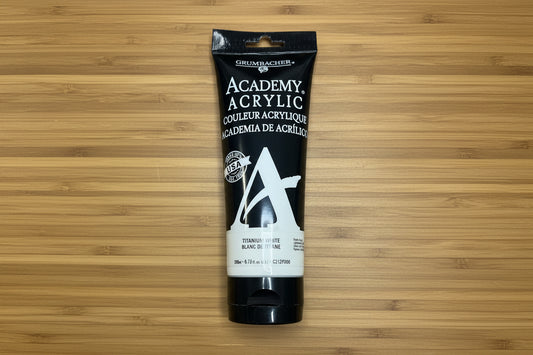 GRUMBACHER
ACADEMY®
ACRYLIC
COULEUR ACRYLIQUE
ACADEMIA DE ACRÍLICO
USA
A
TITANIUM WHITE
BLANC DE TITANE